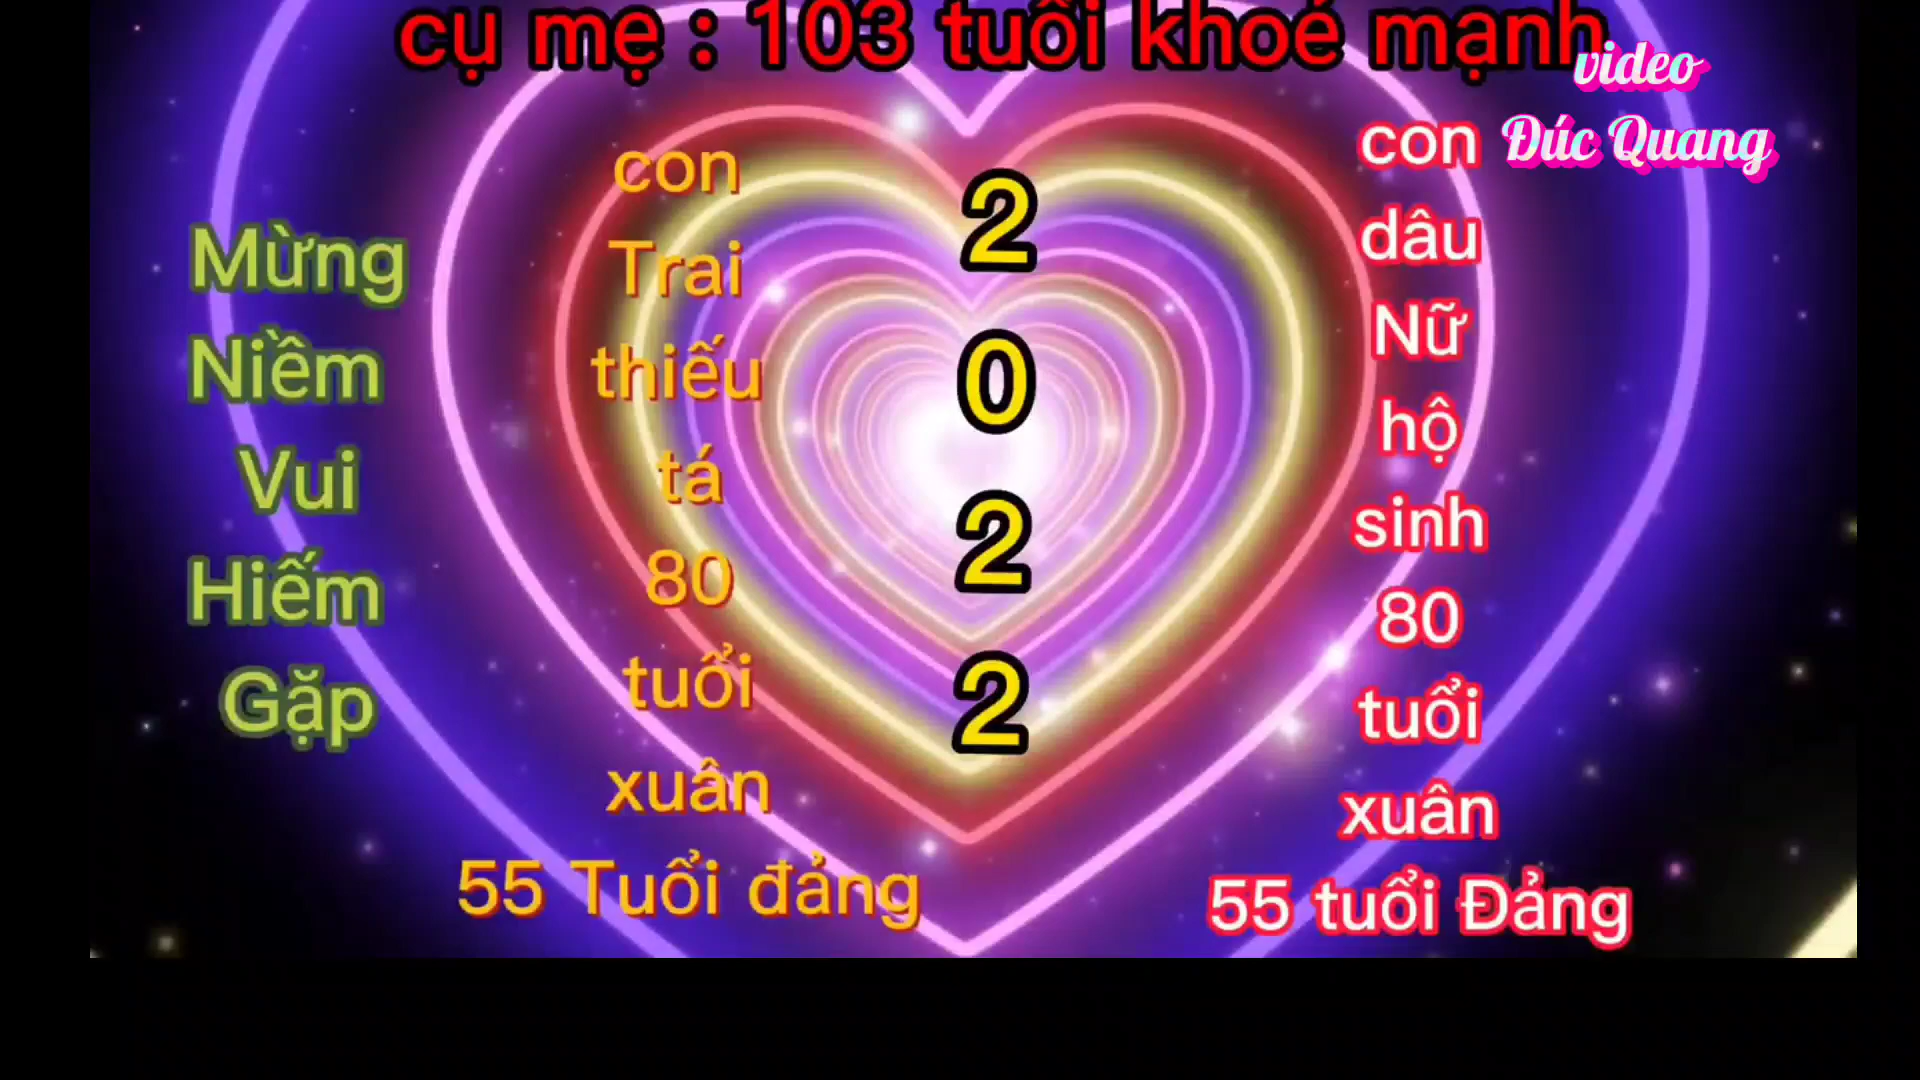 cụ mẹ : 103 tuổi khoẻ mạnh
video
Đúc Quang
Mừng
Niềm
Vui
Hiếm
Gặp
con
Trai
thiếu
tá
80
tuổi
xuân
55 Tuổi đảng
2
0
2
2
con
dâu
Nữ
hộ
sinh
80
tuổi
xuân
55 tuổi Đảng